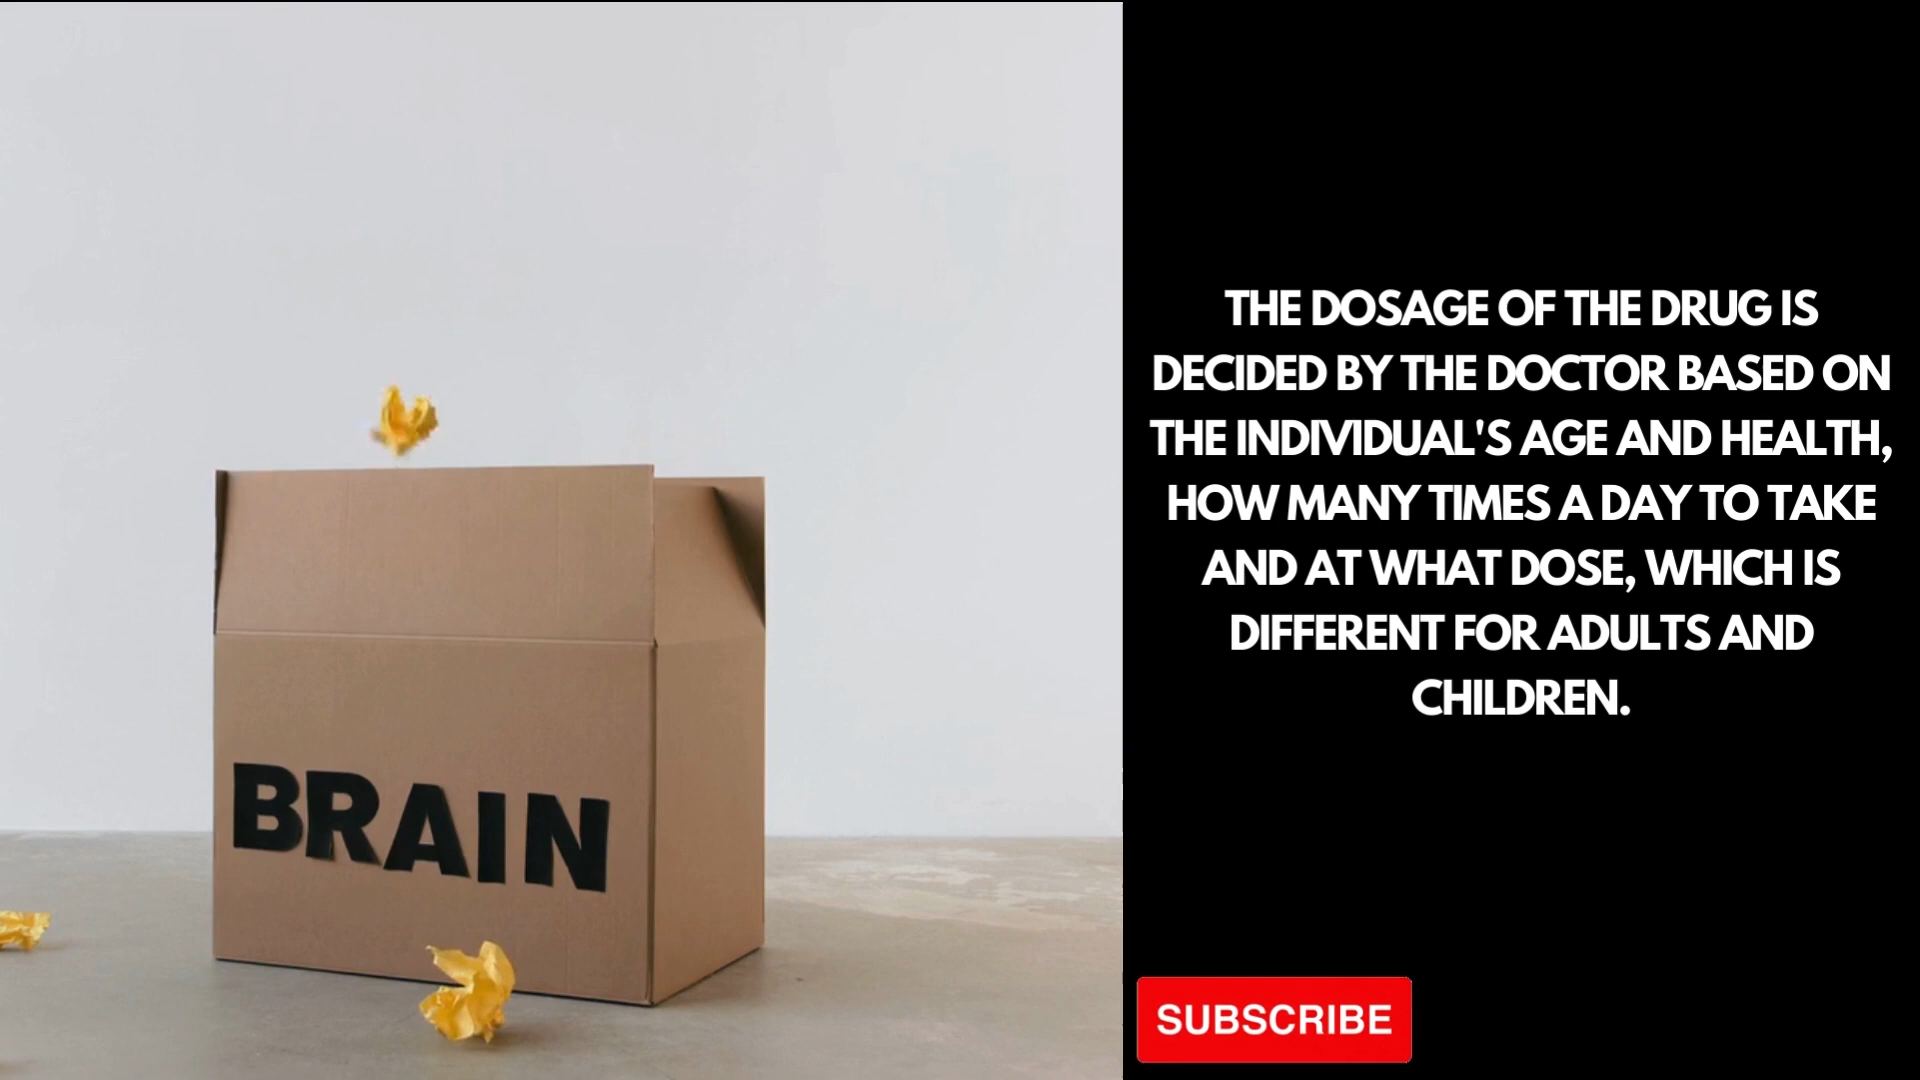 BRAIN
THE DOSAGE OF THE DRUG IS
DECIDED BY THE DOCTOR BASED ON
THE INDIVIDUAL'S AGE AND HEALTH,
HOW MANY TIMES A DAY TO TAKE
AND AT WHAT DOSE, WHICH IS
DIFFERENT FOR ADULTS AND
CHILDREN.
SUBSCRIBE